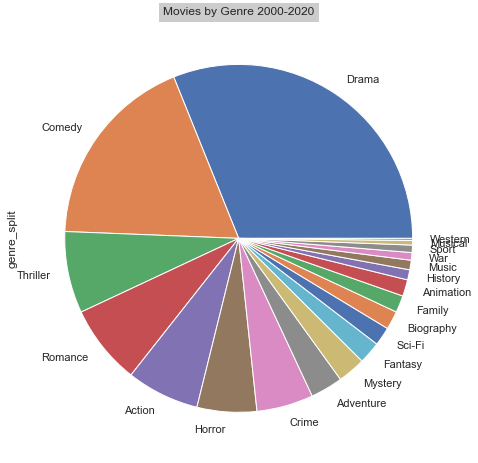 Movies by Genre 2000-2020
Drama
Comedy
genre_split
Thriller
Romance
Action
Horror
Crime
Adventure
Mystery
Fantasy
Sci-Fi
Biography
Family
Animation
History
Music
War
Sport
Musical
Western